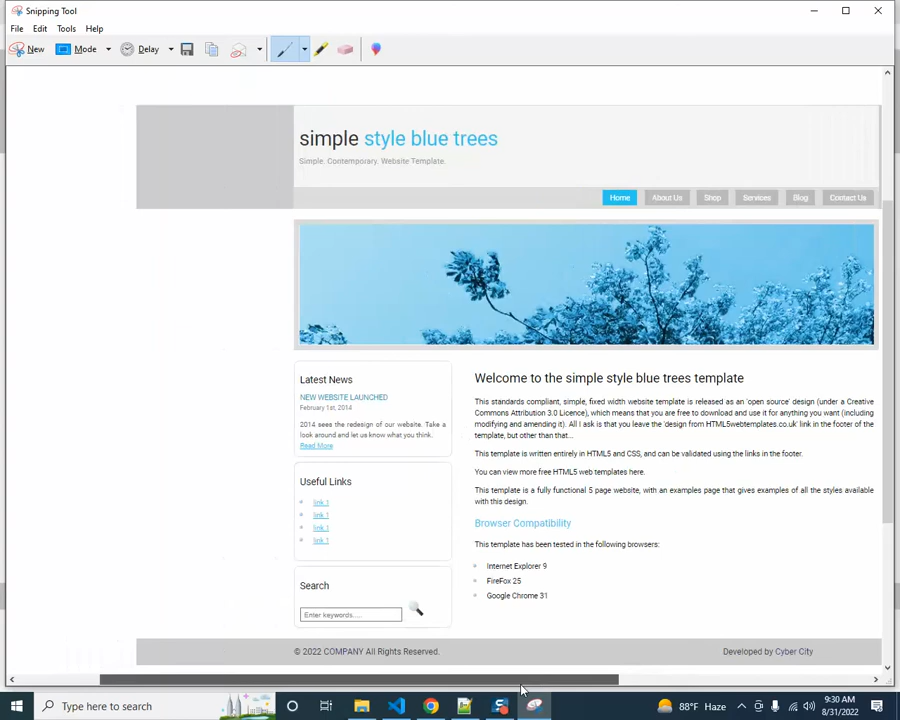 Snipping Tool
File Edit Tools Help
New Mode Delay
simple style blue trees
Simple. Contemporary. Website Template.
Home About Us Shop Services Blog Contact Us
Latest News
NEW WEBSITE LAUNCHED
February 1st, 2014
2014 sees the redesign of our website. Take a
look around and let us know what you think.
Read More
Useful Links
link 1
link 1
link 1
link 1
Search
Enter keywords....
Welcome to the simple style blue trees template
This standards compliant, simple, fixed width website template is released as an 'open source' design (under a Creative
Commons Attribution 3.0 Licence), which means that you are free to download and use it for anything you want (including
modifying and amending it). All I ask is that you leave the 'design from HTML5webtemplates.co.uk' link in the footer of the
template, but other than that...
This template is written entirely in HTML5 and CSS, and can be validated using the links in the footer.
You can view more free HTML5 web templates here.
This template is a fully functional 5 page website, with an examples page that gives examples of all the styles available
with this design.
Browser Compatibility
This template has been tested in the following browsers:
Internet Explorer 9
FireFox 25
Google Chrome 31
© 2022 COMPANY All Rights Reserved. Developed by Cyber City
Type here to search
88°F Haze
9:30 AM
8/31/2022